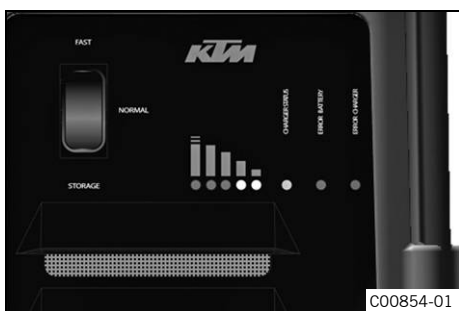 FAST
KTM
NORMAL
STORAGE
CHARGER STATUS
ERROR BATTERY
ERROR CHARGER
C00854-01